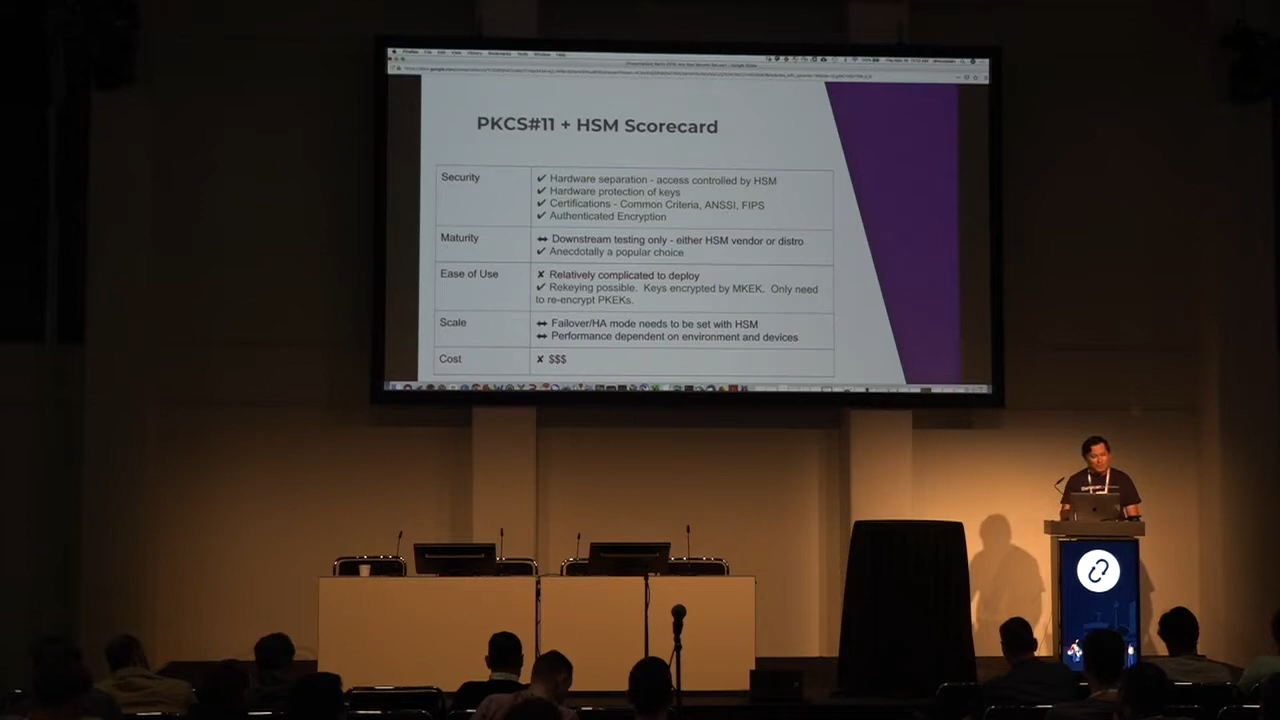 PKCS#11 + HSM Scorecard
Security
✔ Hardware separation - access controlled by HSM
✔ Hardware protection of keys
✔ Certifications - Common Criteria, ANSSI, FIPS
✔ Authenticated Encryption
Maturity
⬌ Downstream testing only - either HSM vendor or distro
✔ Anecdotally a popular choice
Ease of Use
✘ Relatively complicated to deploy
✔ Rekeying possible. Keys encrypted by MKEK. Only need
to re-encrypt PKEKs.
Scale
⬌ Failover/HA mode needs to be set with HSM
⬌ Performance dependent on environment and devices
Cost
✘ $$$